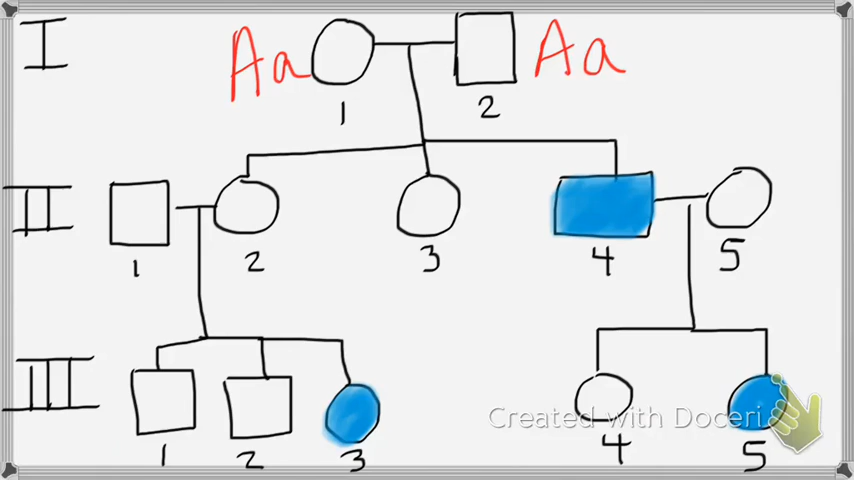 I
Aa Aa
1 2
II
1 2 3 4 5
III
Created with Doceri
1 2 3 4 5